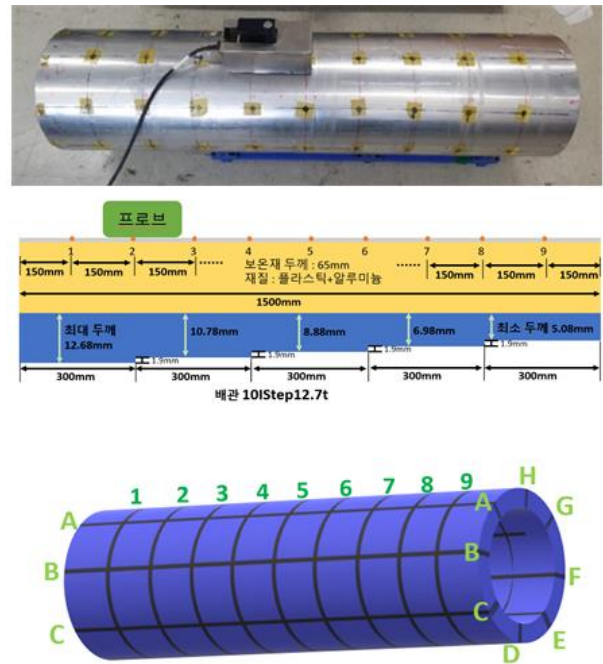 프로브
1 2 3 4 5 6 7 8 9
150mm 150mm 150mm ...... 보온재 두께 : 65mm ...... 150mm 150mm 150mm
재질 : 플라스틱+알루미늄
1500mm
최대 두께 10.78mm 8.88mm 6.98mm 최소 두께 5.08mm
12.68mm
1.9mm 1.9mm 1.9mm 1.9mm
300mm 300mm 300mm 300mm 300mm
배관 10IStep12.7t
1 2 3 4 5 6 7 8 9
A A H
G
B B
F
C C
D E